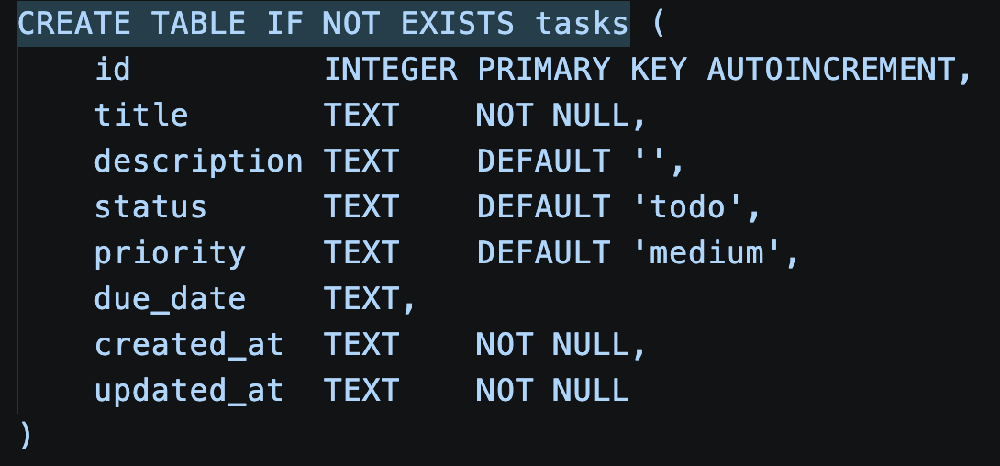 CREATE TABLE IF NOT EXISTS tasks (
    id          INTEGER PRIMARY KEY AUTOINCREMENT,
    title       TEXT    NOT NULL,
    description TEXT    DEFAULT '',
    status      TEXT    DEFAULT 'todo',
    priority    TEXT    DEFAULT 'medium',
    due_date    TEXT,
    created_at  TEXT    NOT NULL,
    updated_at  TEXT    NOT NULL
)